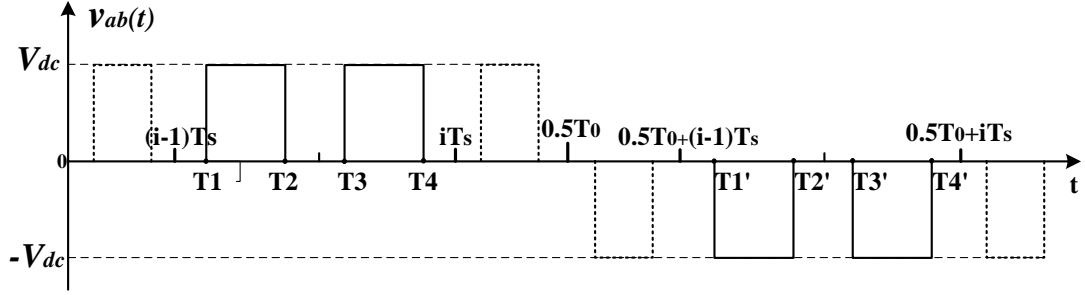 vab(t)
Vdc
(i-1)Ts iTs 0.5T0 0.5T0+(i-1)Ts 0.5T0+iTs
0
T1 T2 T3 T4 T1' T2' T3' T4' t
-Vdc